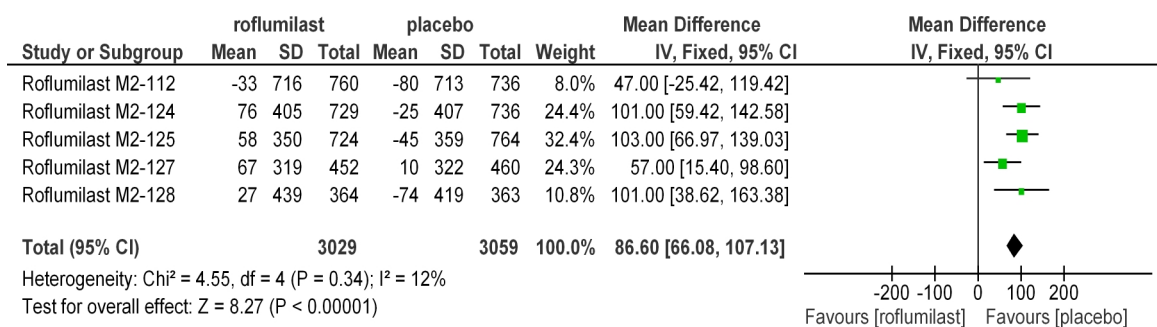 roflumilast placebo Mean Difference Mean Difference
Study or Subgroup Mean SD Total Mean SD Total Weight IV, Fixed, 95% CI IV, Fixed, 95% CI
Roflumilast M2-112 -33 716 760 -80 713 736 8.0% 47.00 [-25.42, 119.42]
Roflumilast M2-124 76 405 729 -25 407 736 24.4% 101.00 [59.42, 142.58]
Roflumilast M2-125 58 350 724 -45 359 764 32.4% 103.00 [66.97, 139.03]
Roflumilast M2-127 67 319 452 10 322 460 24.3% 57.00 [15.40, 98.60]
Roflumilast M2-128 27 439 364 -74 419 363 10.8% 101.00 [38.62, 163.38]
Total (95% CI) 3029 3059 100.0% 86.60 [66.08, 107.13]
Heterogeneity: Chi² = 4.55, df = 4 (P = 0.34); I² = 12%
Test for overall effect: Z = 8.27 (P < 0.00001)
-200 -100 0 100 200
Favours [roflumilast] Favours [placebo]